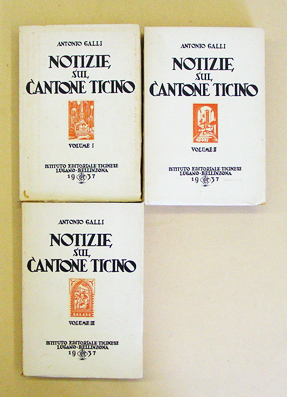 ANTONIO GALLI
NOTIZIE
SUL
CANTONE TICINO
VOLUME I
ISTITUTO EDITORIALE TICINESE
LUGANO-BELLINZONA
1937
ANTONIO GALLI
NOTIZIE
SUL
CANTONE TICINO
VOLUME II
ISTITUTO EDITORIALE TICINESE
LUGANO-BELLINZONA
1937
ANTONIO GALLI
NOTIZIE
SUL
CANTONE TICINO
VOLUME III
ISTITUTO EDITORIALE TICINESE
LUGANO-BELLINZONA
1937